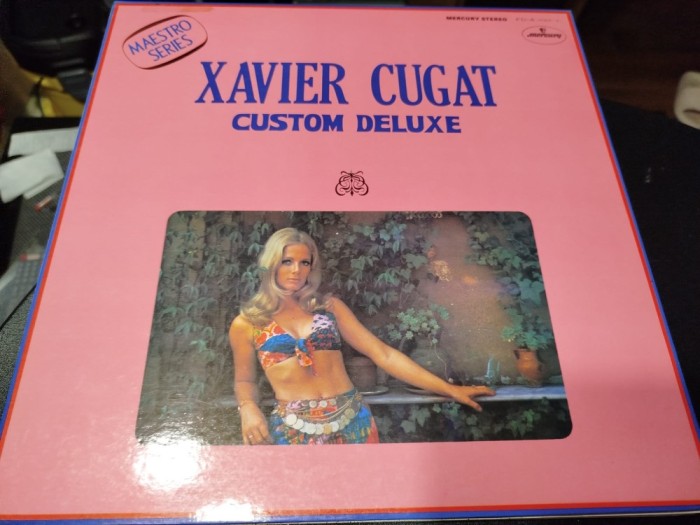 MAESTRO
SERIES
MERCURY STEREO
mercury
XAVIER CUGAT
CUSTOM DELUXE